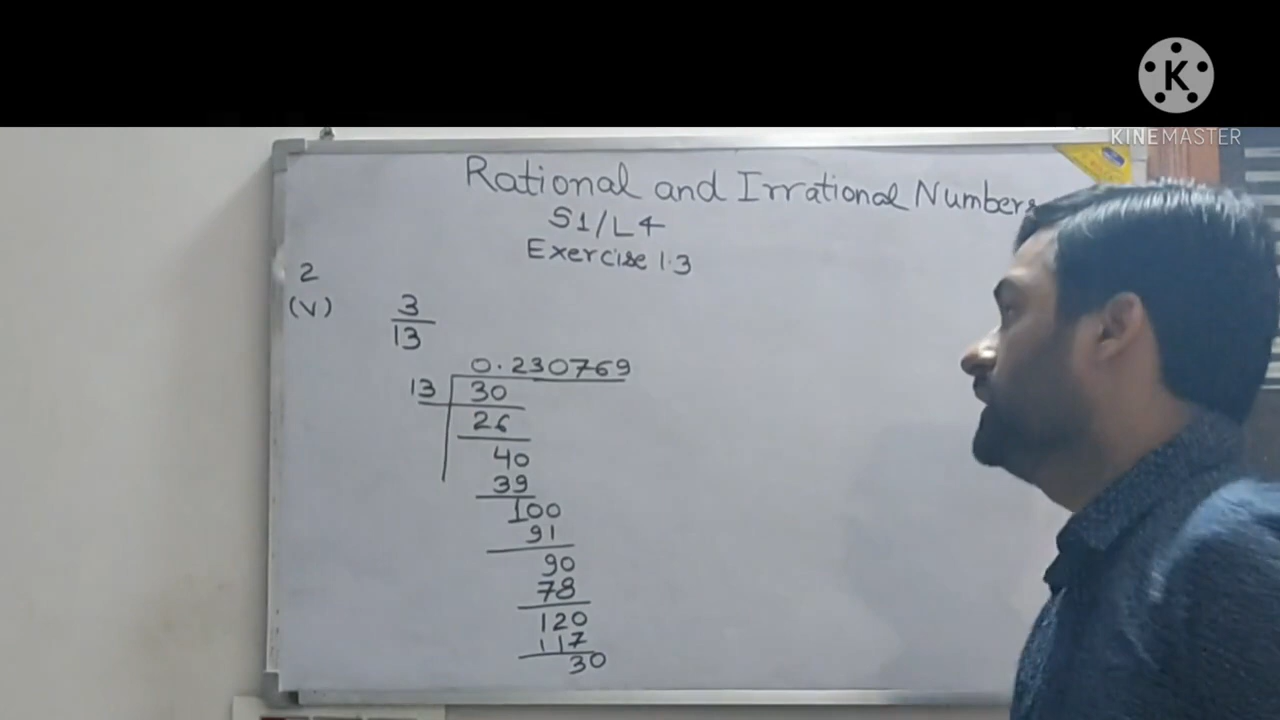 K
KINEMASTER
Rational and Irrational Numbers
S1/L4
Exercise 1.3
2
(V)
3
13
0.230769
13
30
26
40
39
100
91
90
78
120
117
30